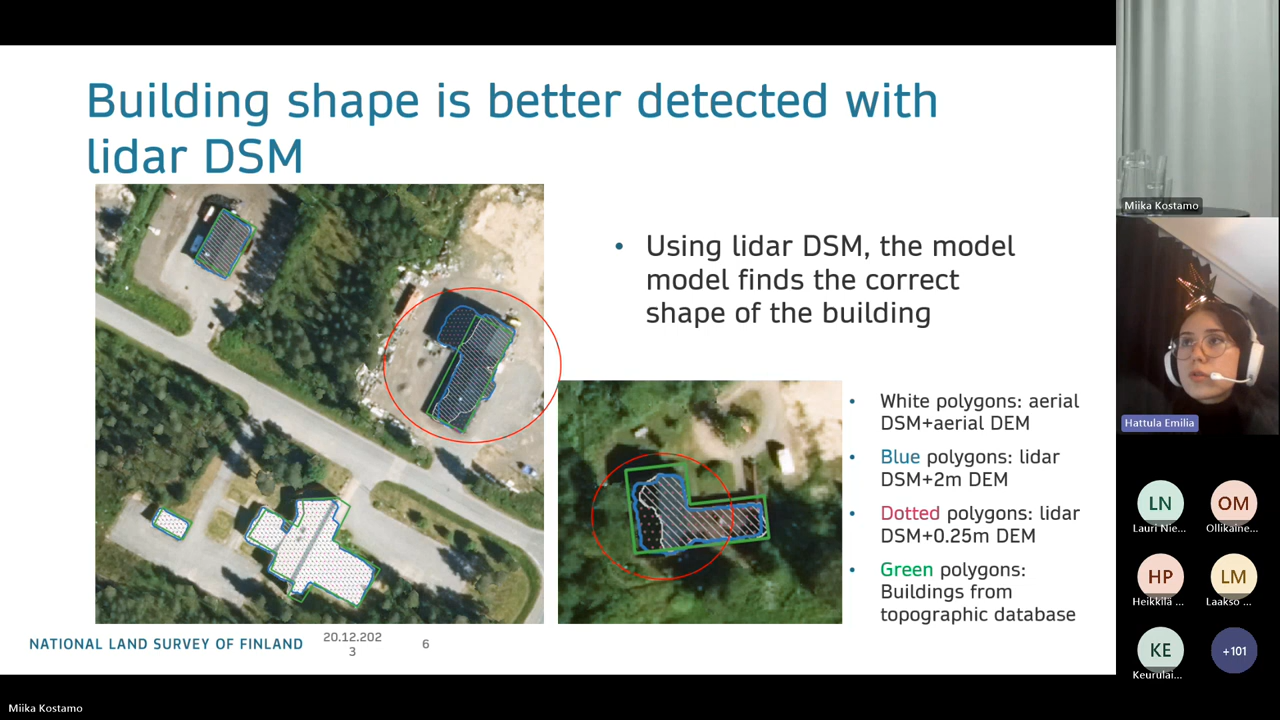 Building shape is better detected with
lidar DSM
• Using lidar DSM, the model
model finds the correct
shape of the building
• White polygons: aerial
DSM+aerial DEM
• Blue polygons: lidar
DSM+2m DEM
• Dotted polygons: lidar
DSM+0.25m DEM
• Green polygons:
Buildings from
topographic database
NATIONAL LAND SURVEY OF FINLAND
20.12.202
3
6
Miika Kostamo
Miika Kostamo
Hattula Emilia
LN
OM
Lauri Nie...
Ollikaine...
HP
LM
Heikkilä ...
Laakso ...
KE
+101
Keurulai...